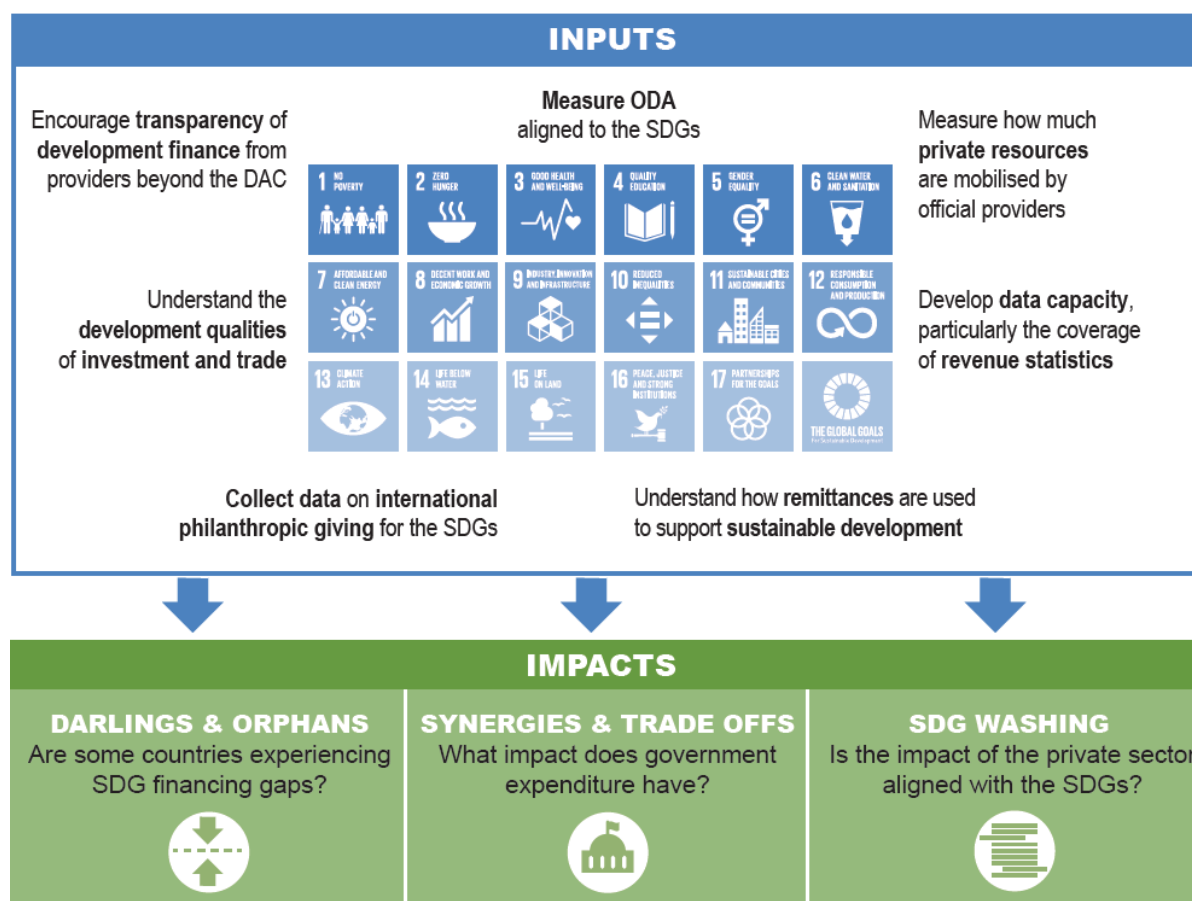 INPUTS
Encourage transparency of
development finance from
providers beyond the DAC
Measure ODA
aligned to the SDGs
Measure how much
private resources
are mobilised by
official providers
Understand the
development qualities
of investment and trade
Develop data capacity,
particularly the coverage
of revenue statistics
1 NO
POVERTY
2 ZERO
HUNGER
3 GOOD HEALTH
AND WELL-BEING
4 QUALITY
EDUCATION
5 GENDER
EQUALITY
6 CLEAN WATER
AND SANITATION
7 AFFORDABLE AND
CLEAN ENERGY
8 DECENT WORK AND
ECONOMIC GROWTH
9 INDUSTRY, INNOVATION
AND INFRASTRUCTURE
10 REDUCED
INEQUALITIES
11 SUSTAINABLE CITIES
AND COMMUNITIES
12 RESPONSIBLE
CONSUMPTION
AND PRODUCTION
13 CLIMATE
ACTION
14 LIFE BELOW
WATER
15 LIFE
ON LAND
16 PEACE, JUSTICE
AND STRONG
INSTITUTIONS
17 PARTNERSHIPS
FOR THE GOALS
THE GLOBAL GOALS
For Sustainable Development
Collect data on international
philanthropic giving for the SDGs
Understand how remittances are used
to support sustainable development
IMPACTS
DARLINGS & ORPHANS
Are some countries experiencing
SDG financing gaps?
SYNERGIES & TRADE OFFS
What impact does government
expenditure have?
SDG WASHING
Is the impact of the private sector
aligned with the SDGs?